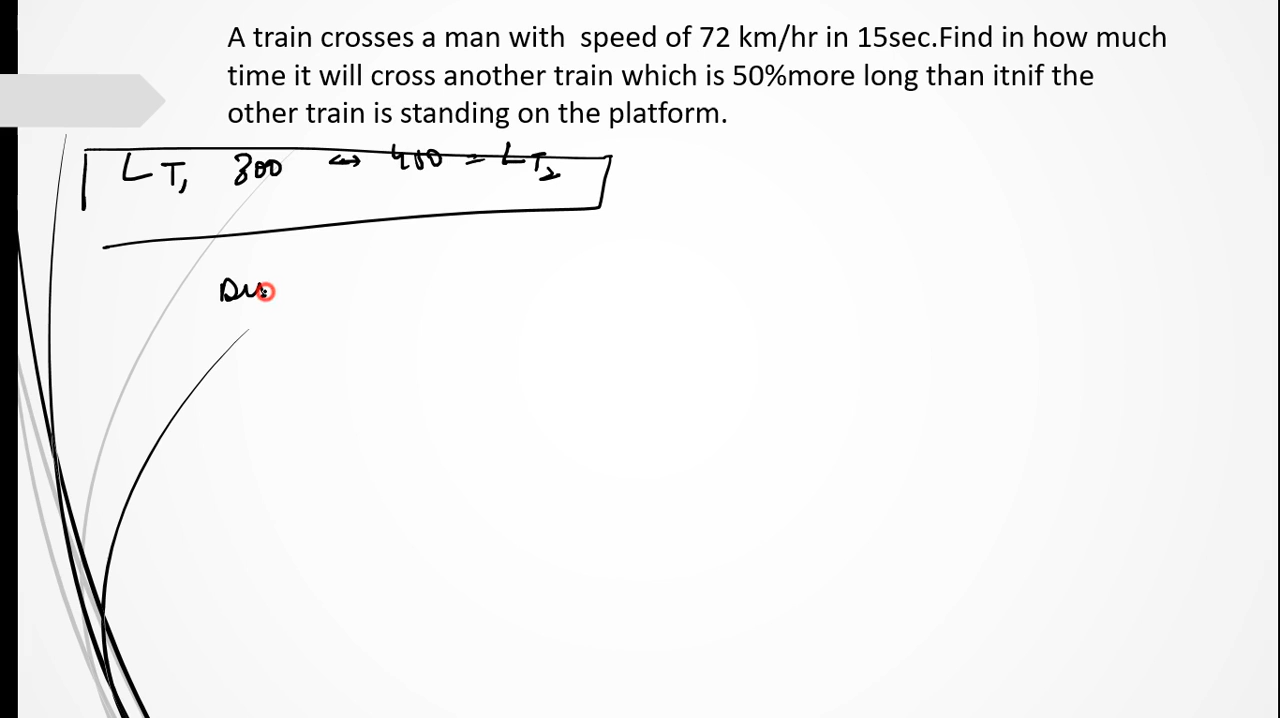 A train crosses a man with speed of 72 km/hr in 15sec.Find in how much
time it will cross another train which is 50%more long than itnif the
other train is standing on the platform.
L T₁ 300 ↔ 450 = L T₂